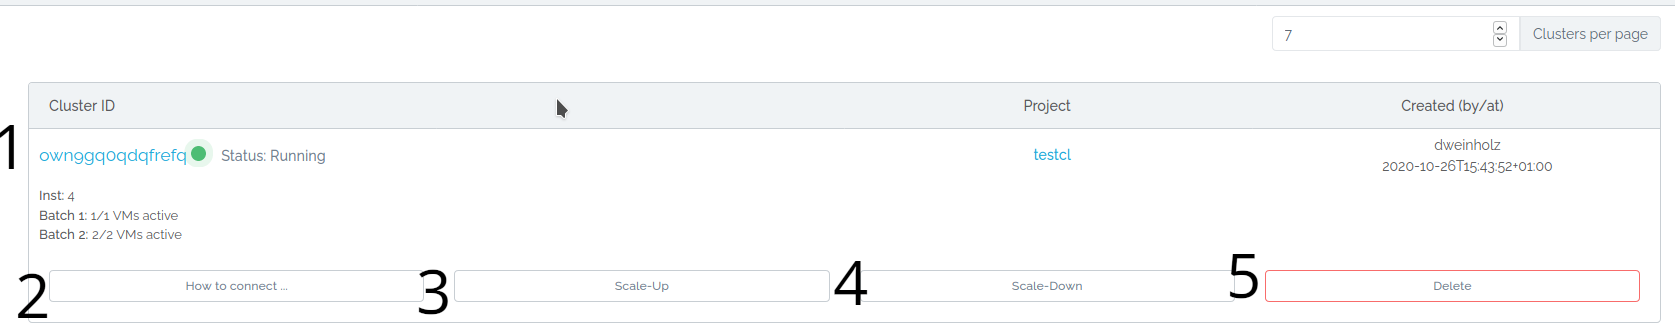 7 Clusters per page
Cluster ID Project Created (by/at)
1 own9gq0qdqfrefq Status: Running testcl dweinholz
2020-10-26T15:43:52+01:00
Inst: 4
Batch 1: 1/1 VMs active
Batch 2: 2/2 VMs active
2 How to connect ... 3 Scale-Up 4 Scale-Down 5 Delete